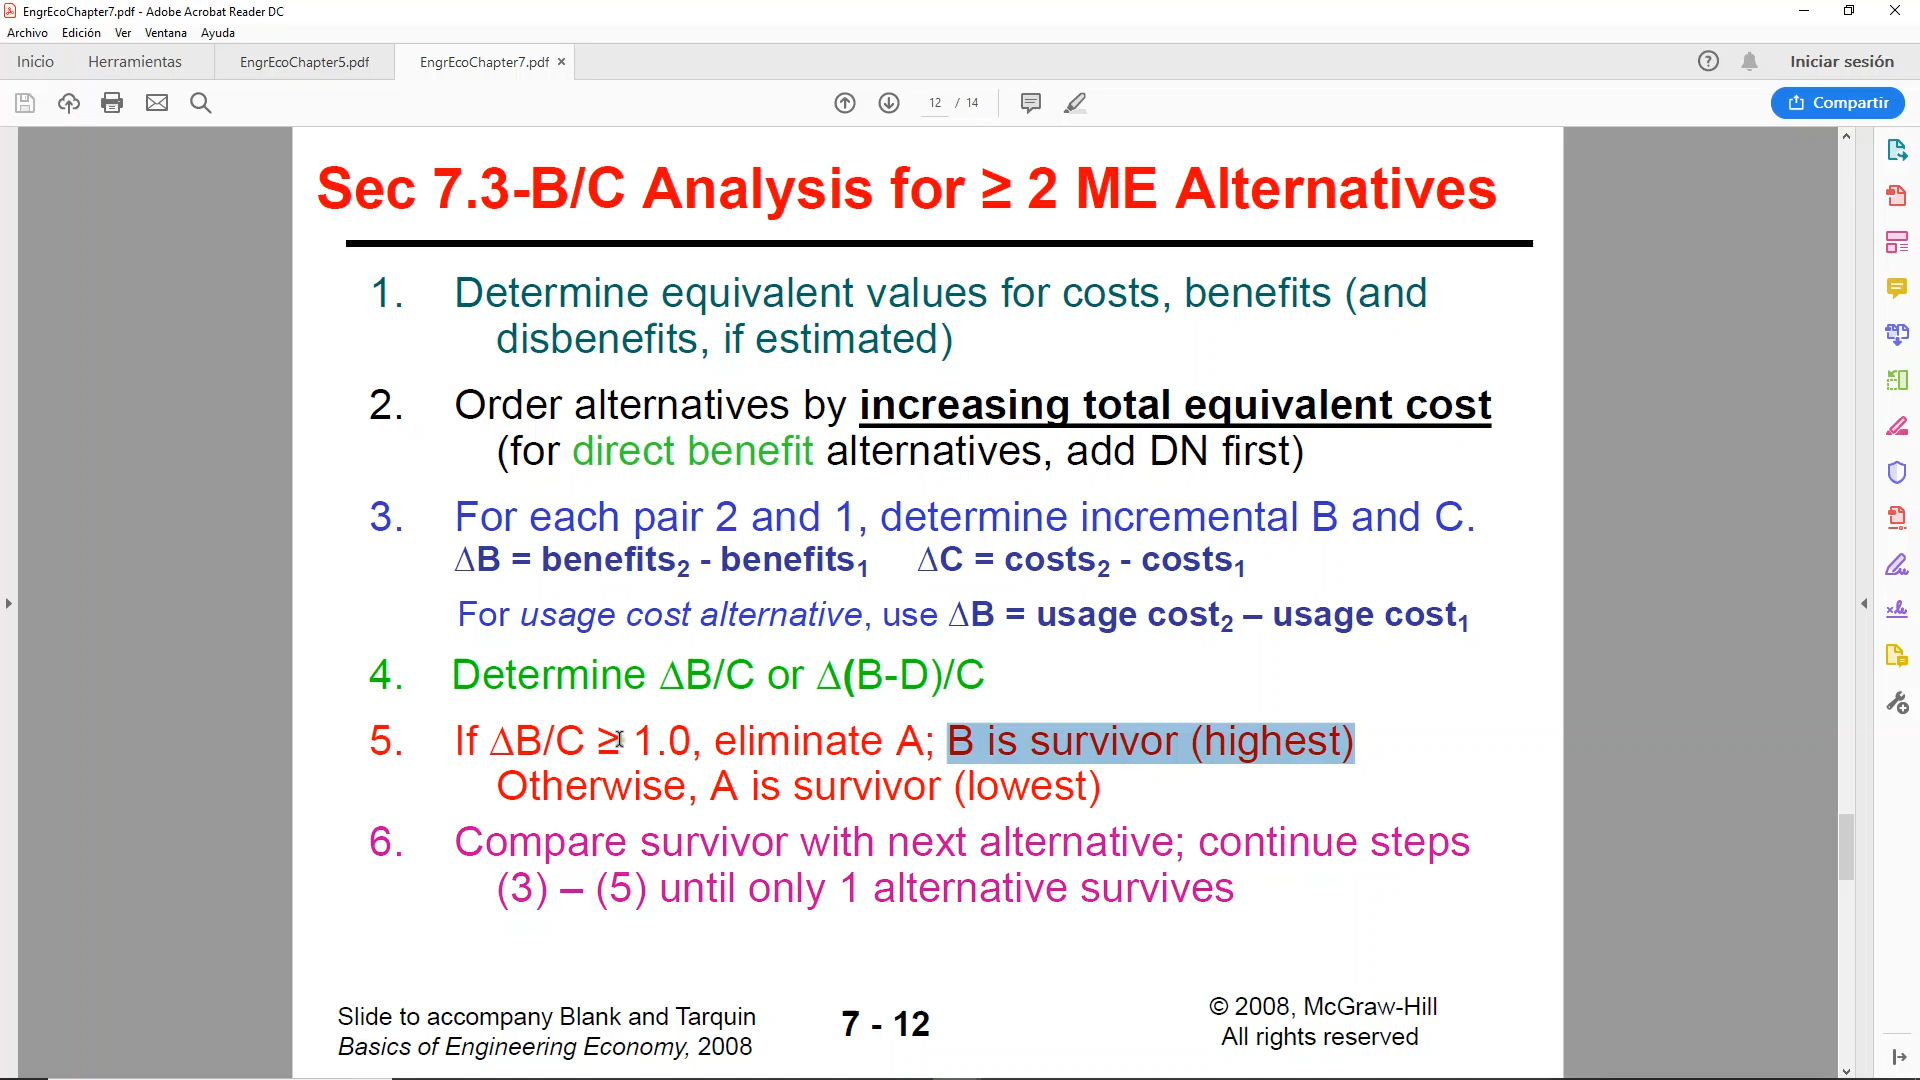 EngrEcoChapter7.pdf - Adobe Acrobat Reader DC
Archivo Edición Ver Ventana Ayuda
Inicio Herramientas EngrEcoChapter5.pdf EngrEcoChapter7.pdf × Iniciar sesión
12 / 14 Compartir
Sec 7.3-B/C Analysis for ≥ 2 ME Alternatives
1. Determine equivalent values for costs, benefits (and
disbenefits, if estimated)
2. Order alternatives by increasing total equivalent cost
(for direct benefit alternatives, add DN first)
3. For each pair 2 and 1, determine incremental B and C.
∆B = benefits₂ - benefits₁ ∆C = costs₂ - costs₁
For usage cost alternative, use ∆B = usage cost₂ – usage cost₁
4. Determine ∆B/C or ∆(B-D)/C
5. If ∆B/C ≥ 1.0, eliminate A; B is survivor (highest)
Otherwise, A is survivor (lowest)
6. Compare survivor with next alternative; continue steps
(3) – (5) until only 1 alternative survives
Slide to accompany Blank and Tarquin
Basics of Engineering Economy, 2008
7 - 12
© 2008, McGraw-Hill
All rights reserved